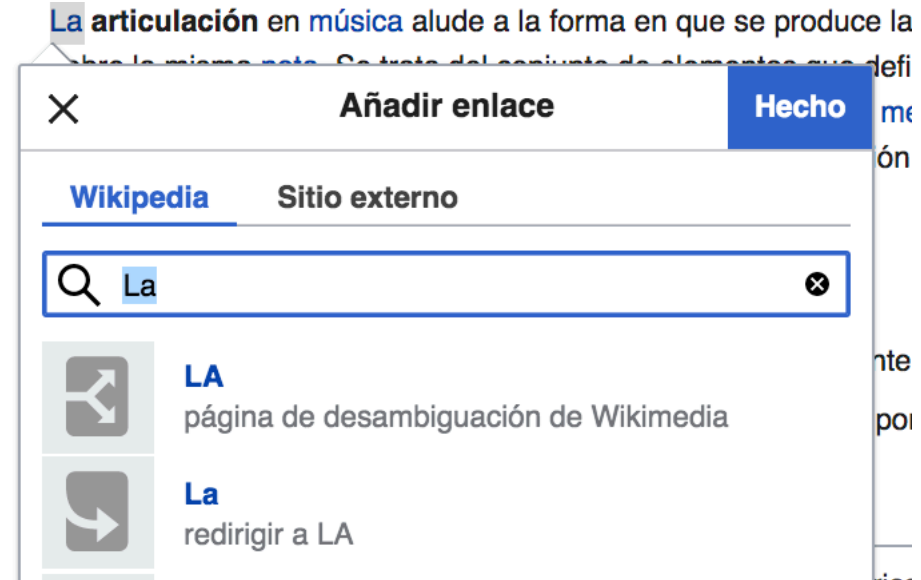 La articulación en música alude a la forma en que se produce la
Añadir enlace
Hecho
Wikipedia
Sitio externo
La
LA
página de desambiguación de Wikimedia
La
redirigir a LA